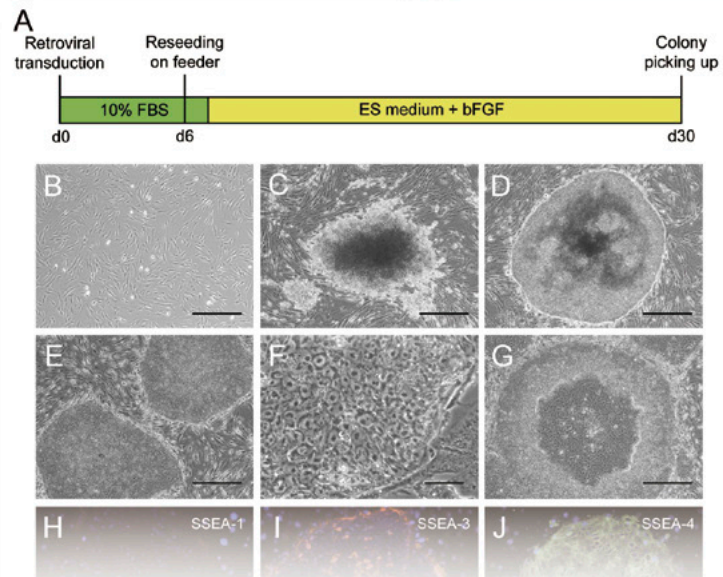 A
Retroviral
transduction
Reseeding
on feeder
Colony
picking up
10% FBS
ES medium + bFGF
d0
d6
d30
B
C
D
E
F
G
H
SSEA-1
I
SSEA-3
J
SSEA-4